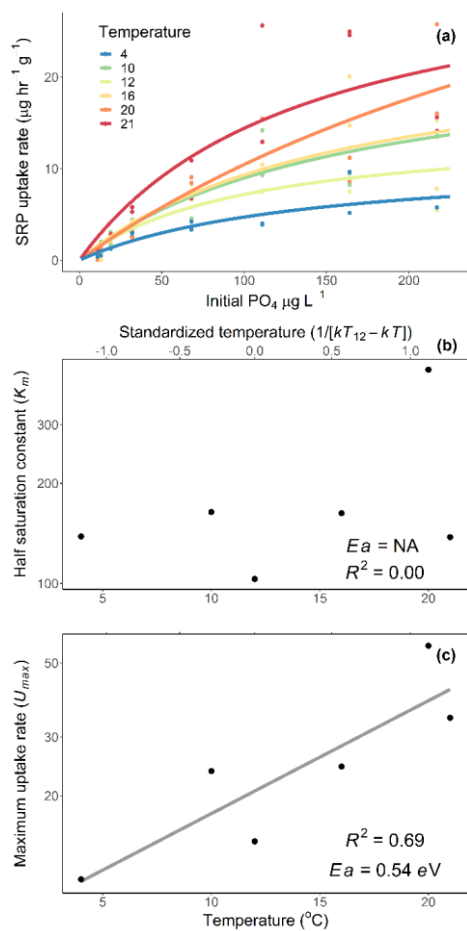 (a)
Temperature
4
10
12
16
20
21
SRP uptake rate (μg hr⁻¹ g⁻¹)
20
10
0
0 50 100 150 200
Initial PO₄ μg L ¹
Standardized temperature (1/[kT₁₂ – kT])
-1.0 -0.5 0.0 0.5 1.0
(b)
Half saturation constant (Kₘ)
300
200
100
Ea = NA
R² = 0.00
5 10 15 20
(c)
Maximum uptake rate (Uₘₐₓ)
50
30
20
R² = 0.69
Ea = 0.54 eV
5 10 15 20
Temperature (°C)